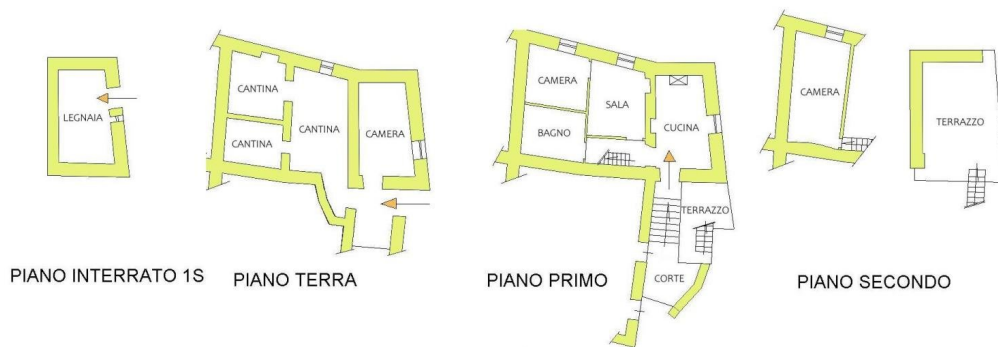 LEGNAIA
PIANO INTERRATO 1S
CANTINA
CANTINA
CANTINA
CAMERA
PIANO TERRA
CAMERA
SALA
BAGNO
CUCINA
TERRAZZO
CORTE
PIANO PRIMO
CAMERA
TERRAZZO
PIANO SECONDO